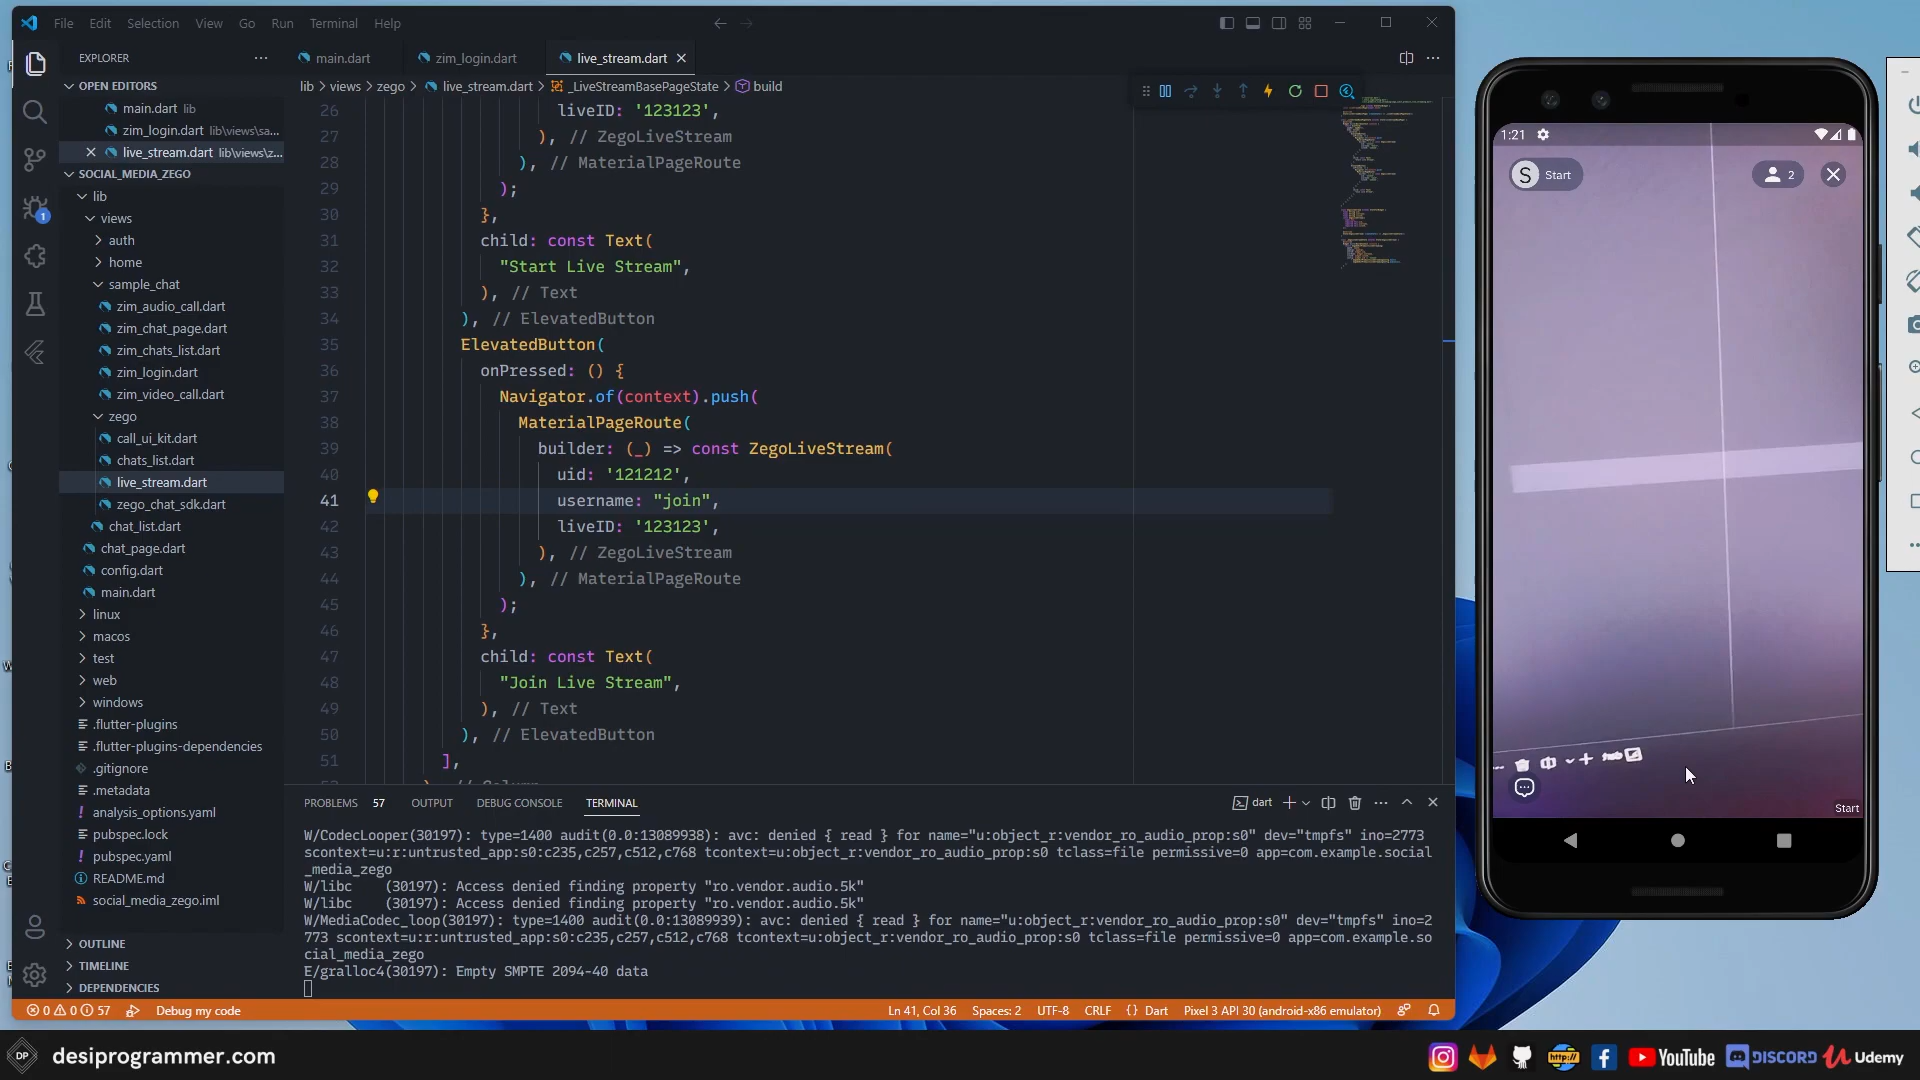 File Edit Selection View Go Run Terminal Help
EXPLORER
OPEN EDITORS
main.dart lib
zim_login.dart lib\views\sa...
live_stream.dart lib\views\z...
SOCIAL_MEDIA_ZEGO
lib
views
auth
home
sample_chat
zim_audio_call.dart
zim_chat_page.dart
zim_chats_list.dart
zim_login.dart
zim_video_call.dart
zego
call_ui_kit.dart
chats_list.dart
live_stream.dart
zego_chat_sdk.dart
chat_list.dart
chat_page.dart
config.dart
main.dart
linux
macos
test
web
windows
.flutter-plugins
.flutter-plugins-dependencies
.gitignore
.metadata
analysis_options.yaml
pubspec.lock
pubspec.yaml
README.md
social_media_zego.iml
OUTLINE
TIMELINE
DEPENDENCIES
1
main.dart zim_login.dart live_stream.dart
lib > views > zego > live_stream.dart > _LiveStreamBasePageState > build
26 liveID: '123123',
27 ), // ZegoLiveStream
28 ), // MaterialPageRoute
29 );
30 },
31 child: const Text(
32 "Start Live Stream",
33 ), // Text
34 ), // ElevatedButton
35 ElevatedButton(
36 onPressed: () {
37 Navigator.of(context).push(
38 MaterialPageRoute(
39 builder: (_) => const ZegoLiveStream(
40 uid: '121212',
41 username: "join",
42 liveID: '123123',
43 ), // ZegoLiveStream
44 ), // MaterialPageRoute
45 );
46 },
47 child: const Text(
48 "Join Live Stream",
49 ), // Text
50 ), // ElevatedButton
51 ],
PROBLEMS 57 OUTPUT DEBUG CONSOLE TERMINAL
dart
W/CodecLooper(30197): type=1400 audit(0.0:13089938): avc: denied { read } for name="u:object_r:vendor_ro_audio_prop:s0" dev="tmpfs" ino=2773
scontext=u:r:untrusted_app:s0:c235,c257,c512,c768 tcontext=u:object_r:vendor_ro_audio_prop:s0 tclass=file permissive=0 app=com.example.social
_media_zego
W/libc (30197): Access denied finding property "ro.vendor.audio.5k"
W/libc (30197): Access denied finding property "ro.vendor.audio.5k"
W/MediaCodec_loop(30197): type=1400 audit(0.0:13089939): avc: denied { read } for name="u:object_r:vendor_ro_audio_prop:s0" dev="tmpfs" ino=2
773 scontext=u:r:untrusted_app:s0:c235,c257,c512,c768 tcontext=u:object_r:vendor_ro_audio_prop:s0 tclass=file permissive=0 app=com.example.so
cial_media_zego
E/gralloc4(30197): Empty SMPTE 2094-40 data
0 0 57 Debug my code Ln 41, Col 36 Spaces: 2 UTF-8 CRLF {} Dart Pixel 3 API 30 (android-x86 emulator)
1:21
S Start 2
Start
DP desiprogrammer.com
http:// YouTube DISCORD Udemy